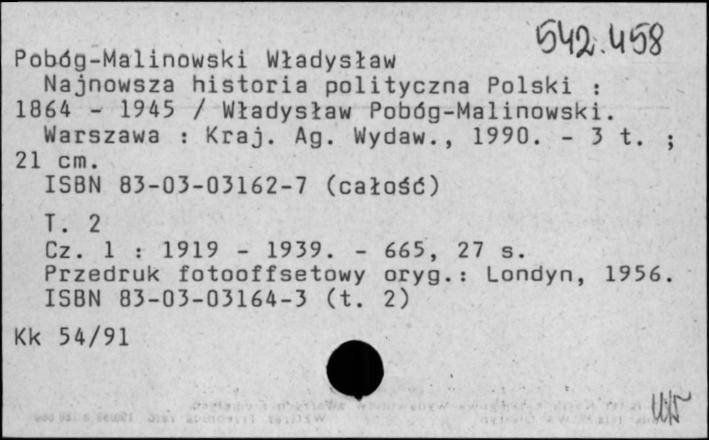 542.458
Pobóg-Malinowski Władysław
Najnowsza historia polityczna Polski :
1864 - 1945 / Władysław Pobóg-Malinowski.
Warszawa : Kraj. Ag. Wydaw., 1990. - 3 t. ;
21 cm.
ISBN 83-03-03162-7 (całość)
T. 2
Cz. 1 : 1919 - 1939. - 665, 27 s.
Przedruk fotooffsetowy oryg.: Londyn, 1956.
ISBN 83-03-03164-3 (t. 2)
Kk 54/91